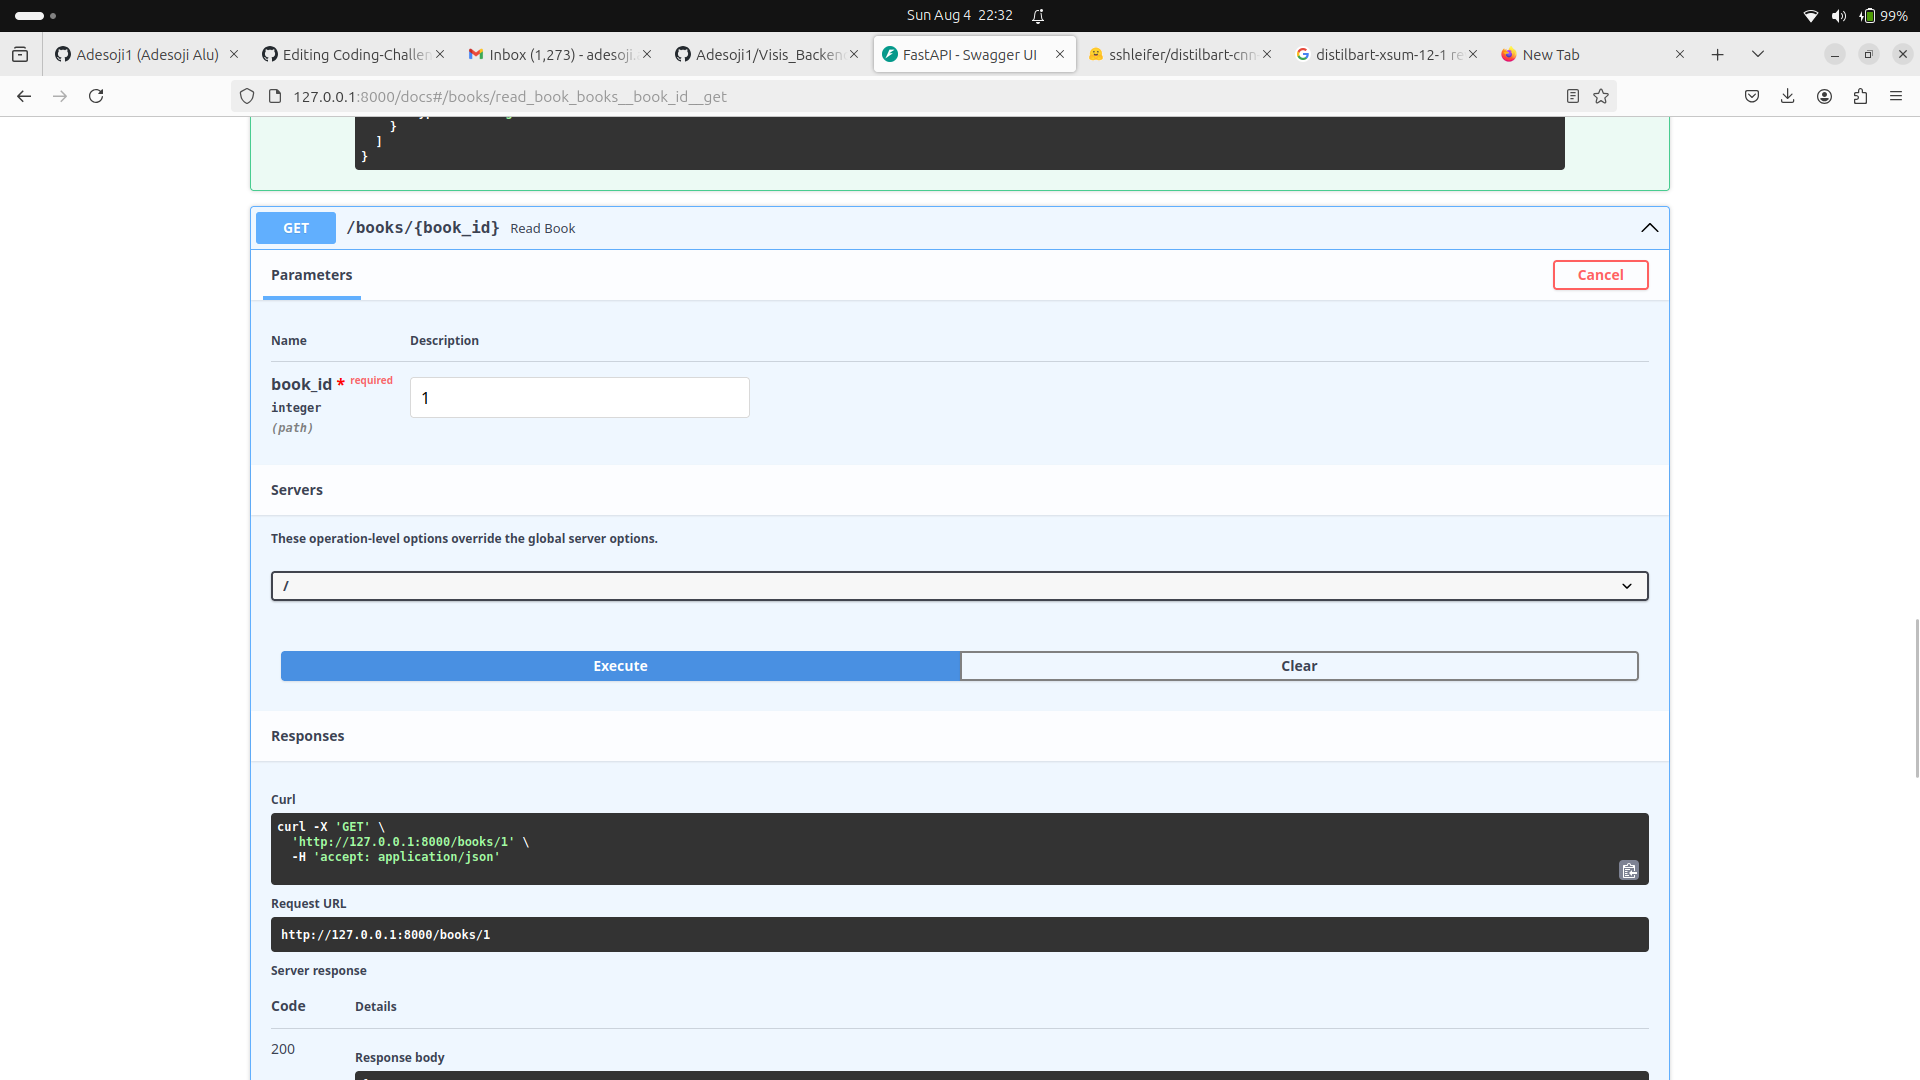 Sun Aug 4 22:32
99%
Adesoji1 (Adesoji Alu)
Editing Coding-Challen
Inbox (1,273) - adesoji.
Adesoji1/Visis_Backen
FastAPI - Swagger UI
sshleifer/distilbart-cnn
distilbart-xsum-12-1 re
New Tab
127.0.0.1:8000/docs#/books/read_book_books__book_id__get
}
]
}
GET /books/{book_id} Read Book
Parameters
Cancel
Name Description
book_id * required
integer
(path)
1
Servers
These operation-level options override the global server options.
/
Execute
Clear
Responses
Curl
curl -X 'GET' \
'http://127.0.0.1:8000/books/1' \
-H 'accept: application/json'
Request URL
http://127.0.0.1:8000/books/1
Server response
Code Details
200
Response body